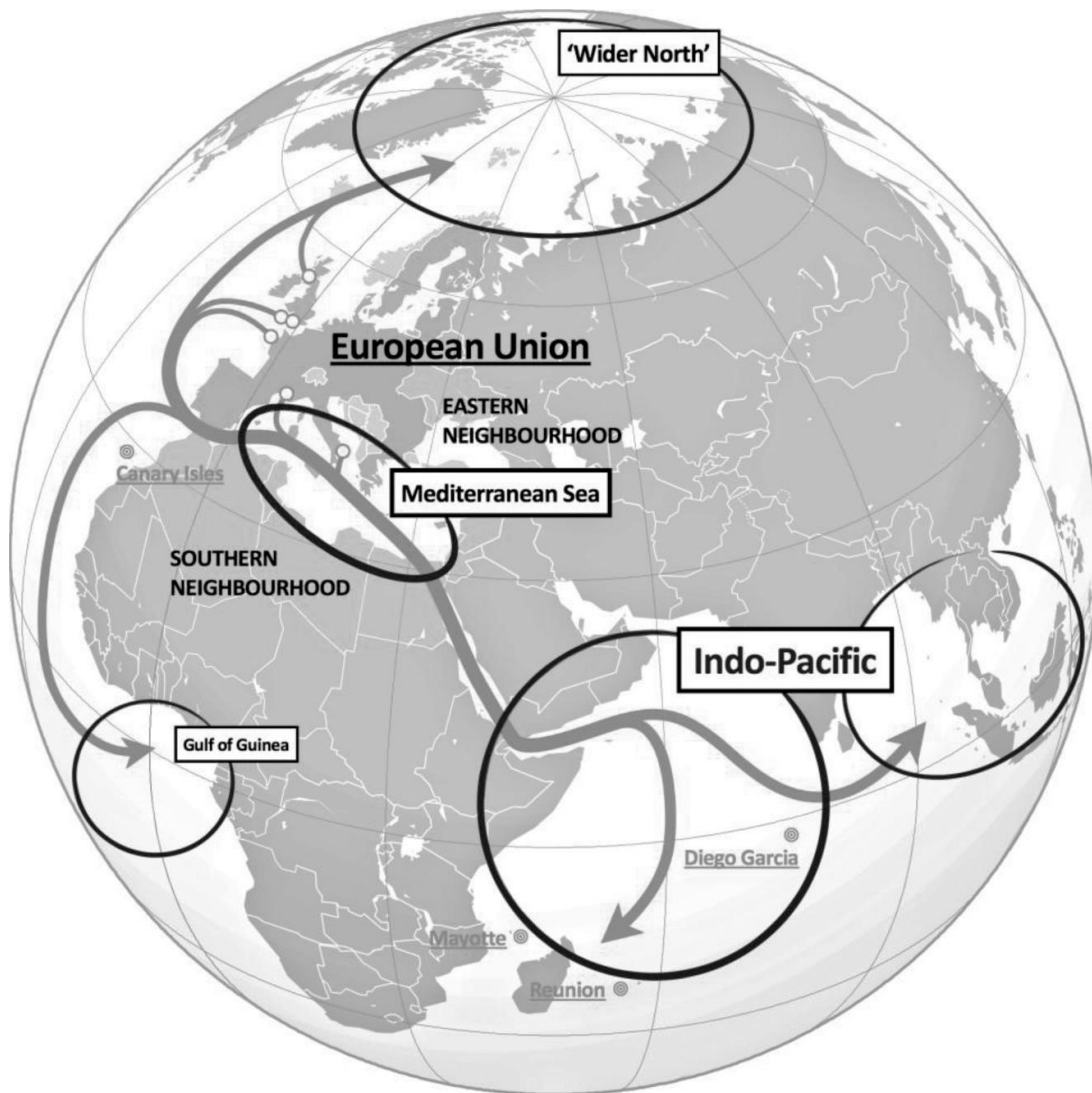 ‘Wider North’
European Union
EASTERN
NEIGHBOURHOOD
Canary Isles
Mediterranean Sea
SOUTHERN
NEIGHBOURHOOD
Indo-Pacific
Gulf of Guinea
Diego Garcia
Mayotte
Reunion